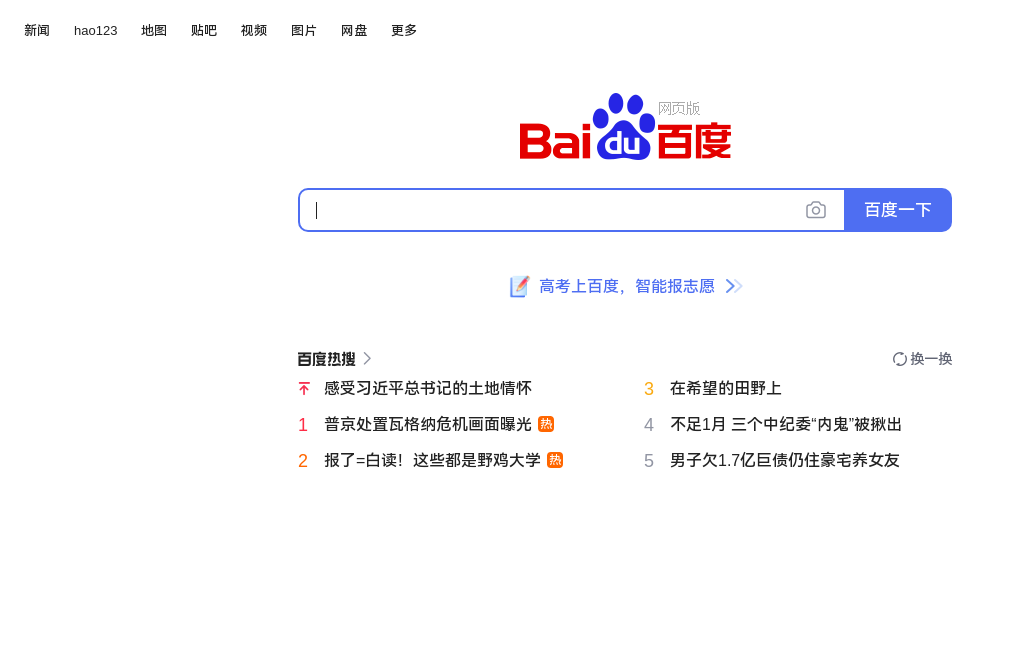 新闻 hao123 地图 贴吧 视频 图片 网盘 更多
网页版
Bai du 百度
百度一下
高考上百度，智能报志愿
百度热搜 换一换
感受习近平总书记的土地情怀
1 普京处置瓦格纳危机画面曝光 热
2 报了=白读！这些都是野鸡大学 热
3 在希望的田野上
4 不足1月 三个中纪委“内鬼”被揪出
5 男子欠1.7亿巨债仍住豪宅养女友